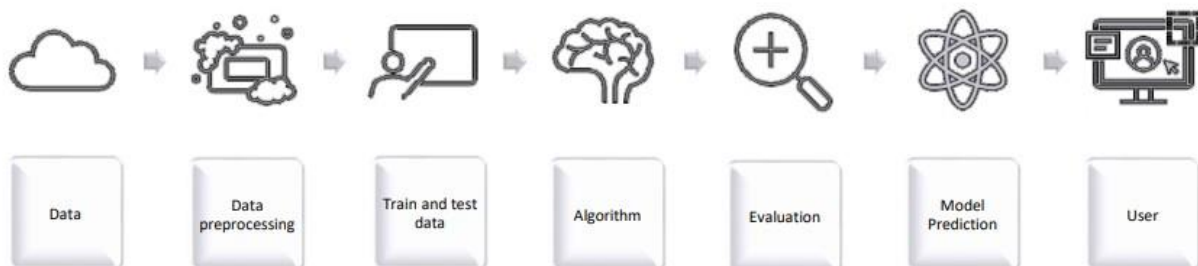 Data
Data
preprocessing
Train and test
data
Algorithm
Evaluation
Model
Prediction
User